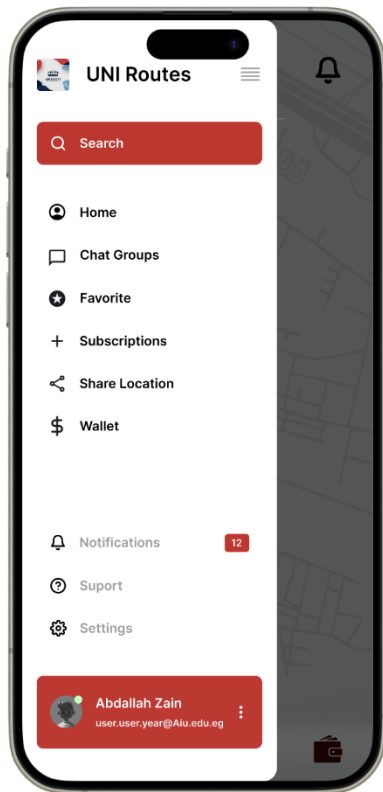 UNI Routes
Search
Home
Chat Groups
Favorite
Subscriptions
Share Location
Wallet
Notifications
12
Suport
Settings
Abdallah Zain
user.user.year@Aiu.edu.eg